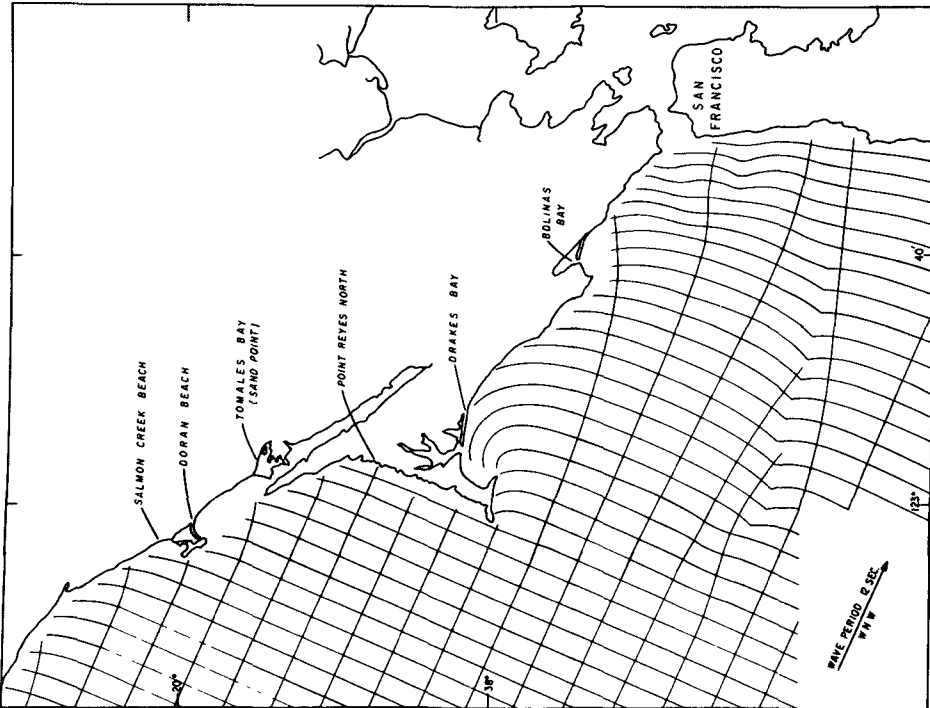 SALMON CREEK BEACH
DORAN BEACH
TOMALES BAY
(SAND POINT)
POINT REYES NORTH
DRAKES BAY
BOLINAS
BAY
SAN
FRANCISCO
20'
38°
123°
40'
WAVE PERIOD 12 SEC.
WNW